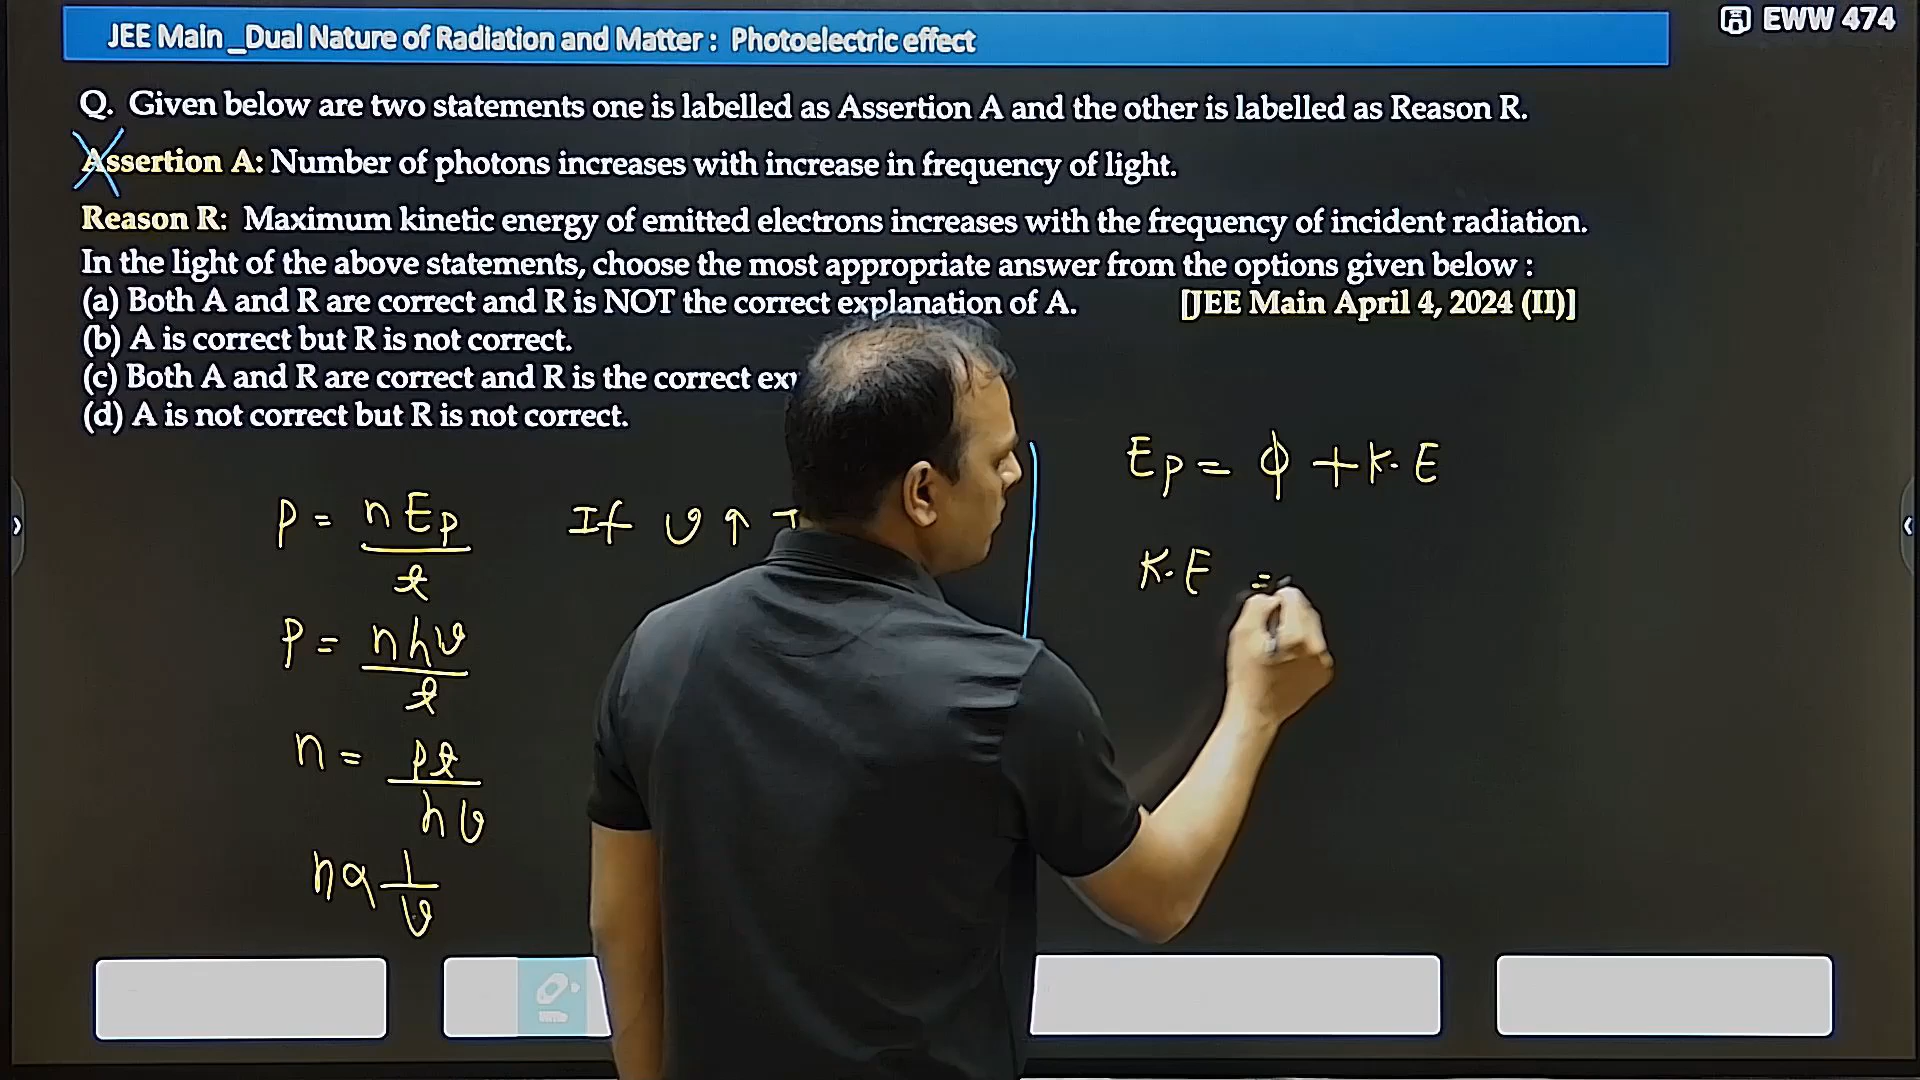 EWW 474
JEE Main _Dual Nature of Radiation and Matter : Photoelectric effect
Q. Given below are two statements one is labelled as Assertion A and the other is labelled as Reason R.
Assertion A: Number of photons increases with increase in frequency of light.
Reason R: Maximum kinetic energy of emitted electrons increases with the frequency of incident radiation.
In the light of the above statements, choose the most appropriate answer from the options given below :
(a) Both A and R are correct and R is NOT the correct explanation of A. [JEE Main April 4, 2024 (II)]
(b) A is correct but R is not correct.
(c) Both A and R are correct and R is the correct
(d) A is not correct but R is not correct.
P = n Ep / t
If υ ↑
P = n h υ / t
n = Pt / h υ
n α 1 / υ
Ep = ϕ + K.E
K.E =